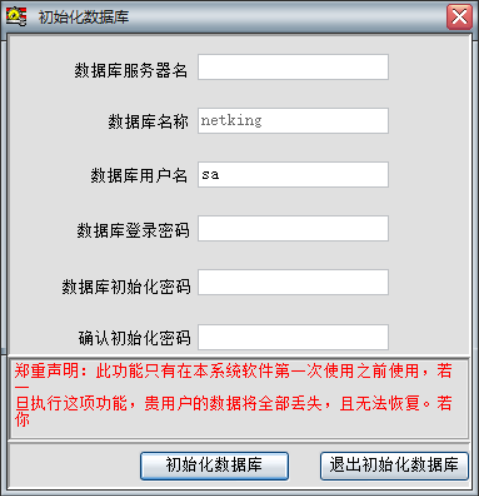 初始化数据库
数据库服务器名
数据库名称 netking
数据库用户名 sa
数据库登录密码
数据库初始化密码
确认初始化密码
郑重声明：此功能只有在本系统软件第一次使用之前使用，若一
旦执行这项功能，贵用户的数据将全部丢失，且无法恢复。若你
初始化数据库 退出初始化数据库